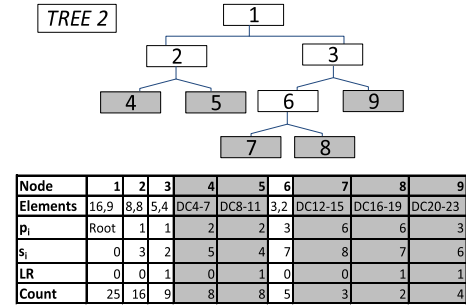 TREE 2
1
2 3
4 5 6 9
7 8
Node 1 2 3 4 5 6 7 8 9
Elements 16,9 8,8 5,4 DC4-7 DC8-11 3,2 DC12-15 DC16-19 DC20-23
pi Root 1 1 2 2 3 6 6 3
si 0 3 2 5 4 7 8 7 6
LR 0 0 1 0 1 0 0 1 1
Count 25 16 9 8 8 5 3 2 4